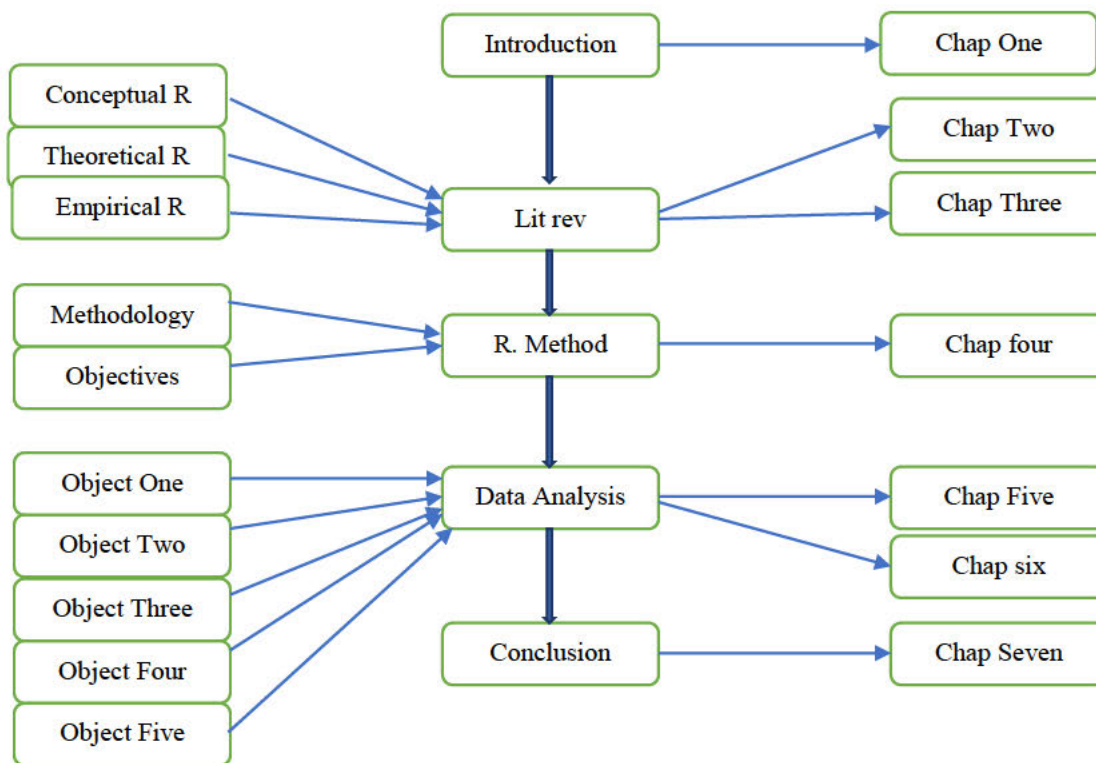 Introduction
Chap One
Conceptual R
Chap Two
Theoretical R
Empirical R
Lit rev
Chap Three
Methodology
R. Method
Chap four
Objectives
Object One
Data Analysis
Chap Five
Object Two
Chap six
Object Three
Conclusion
Chap Seven
Object Four
Object Five